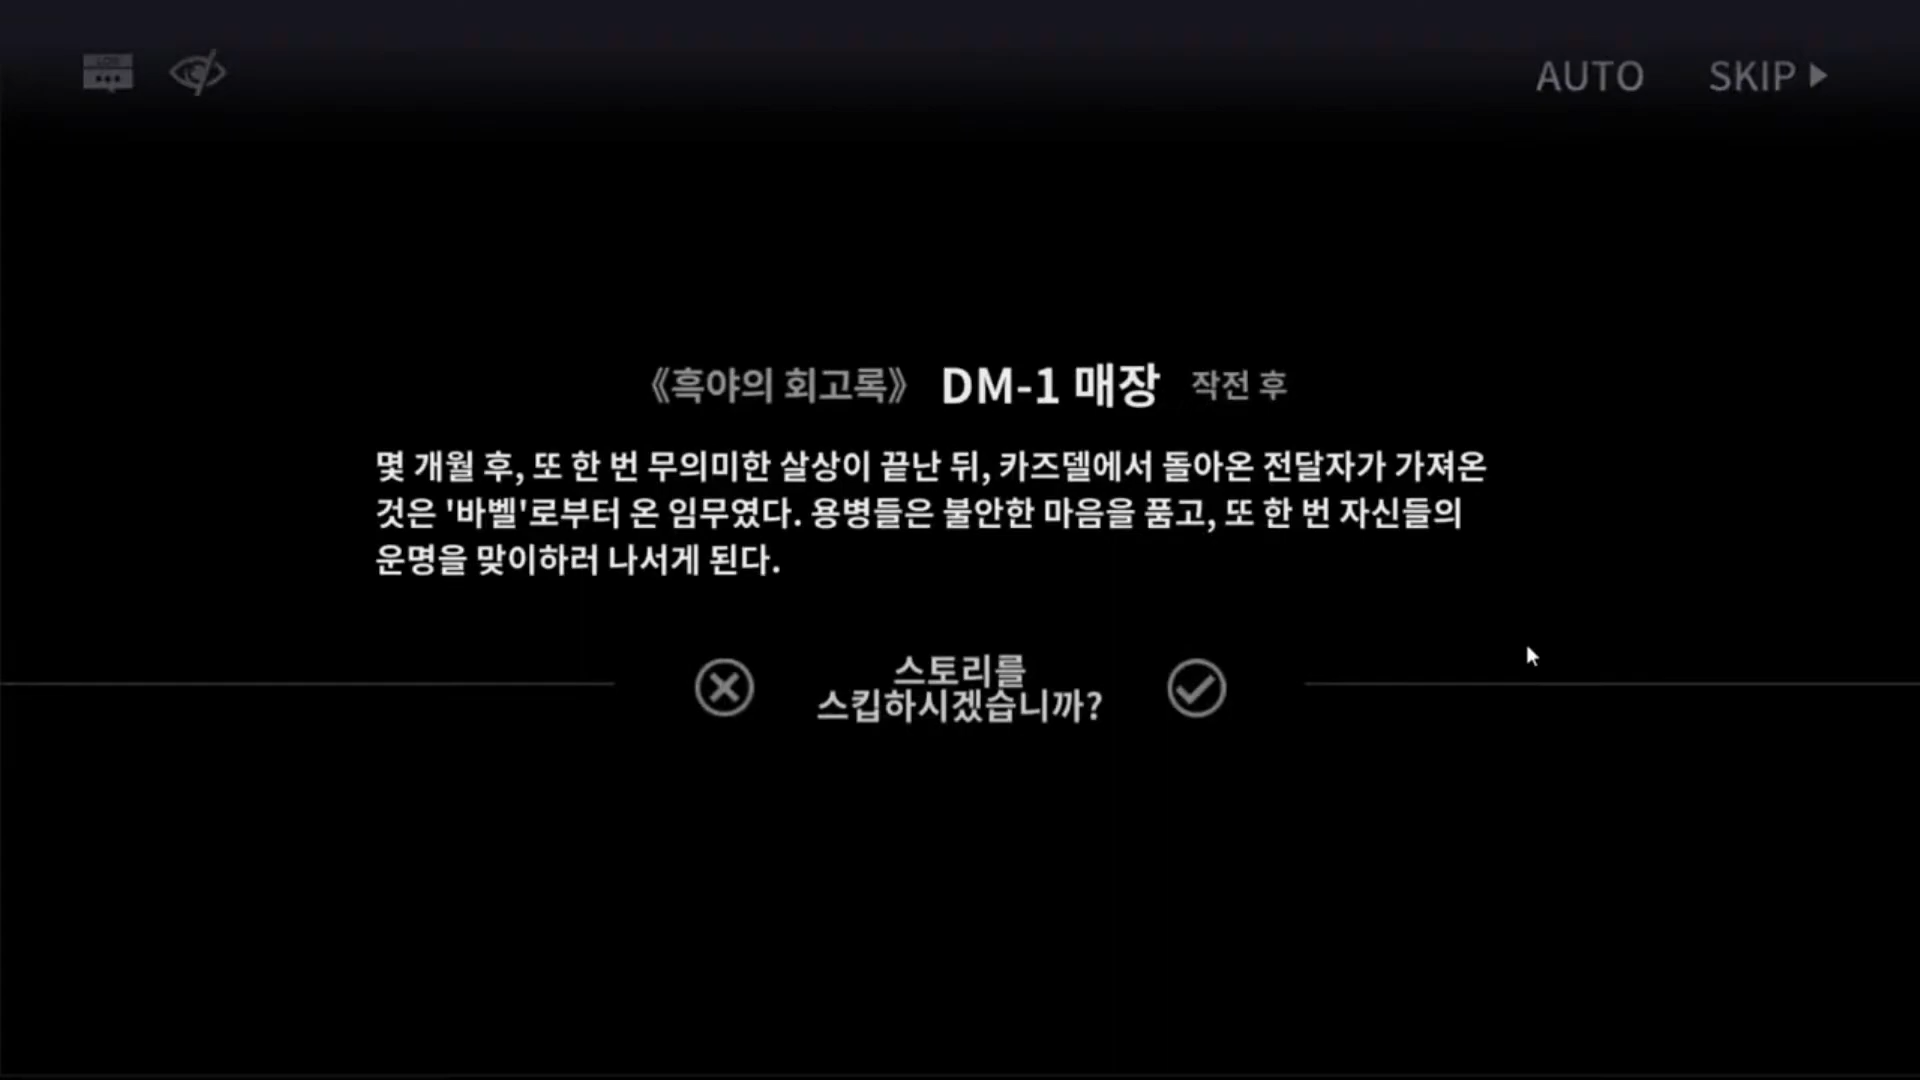 LOG
AUTO SKIP
《흑야의 회고록》 DM-1 매장 작전 후
몇 개월 후, 또 한 번 무의미한 살상이 끝난 뒤, 카즈델에서 돌아온 전달자가 가져온
것은 '바벨'로부터 온 임무였다. 용병들은 불안한 마음을 품고, 또 한 번 자신들의
운명을 맞이하러 나서게 된다.
스토리를
스킵하시겠습니까?